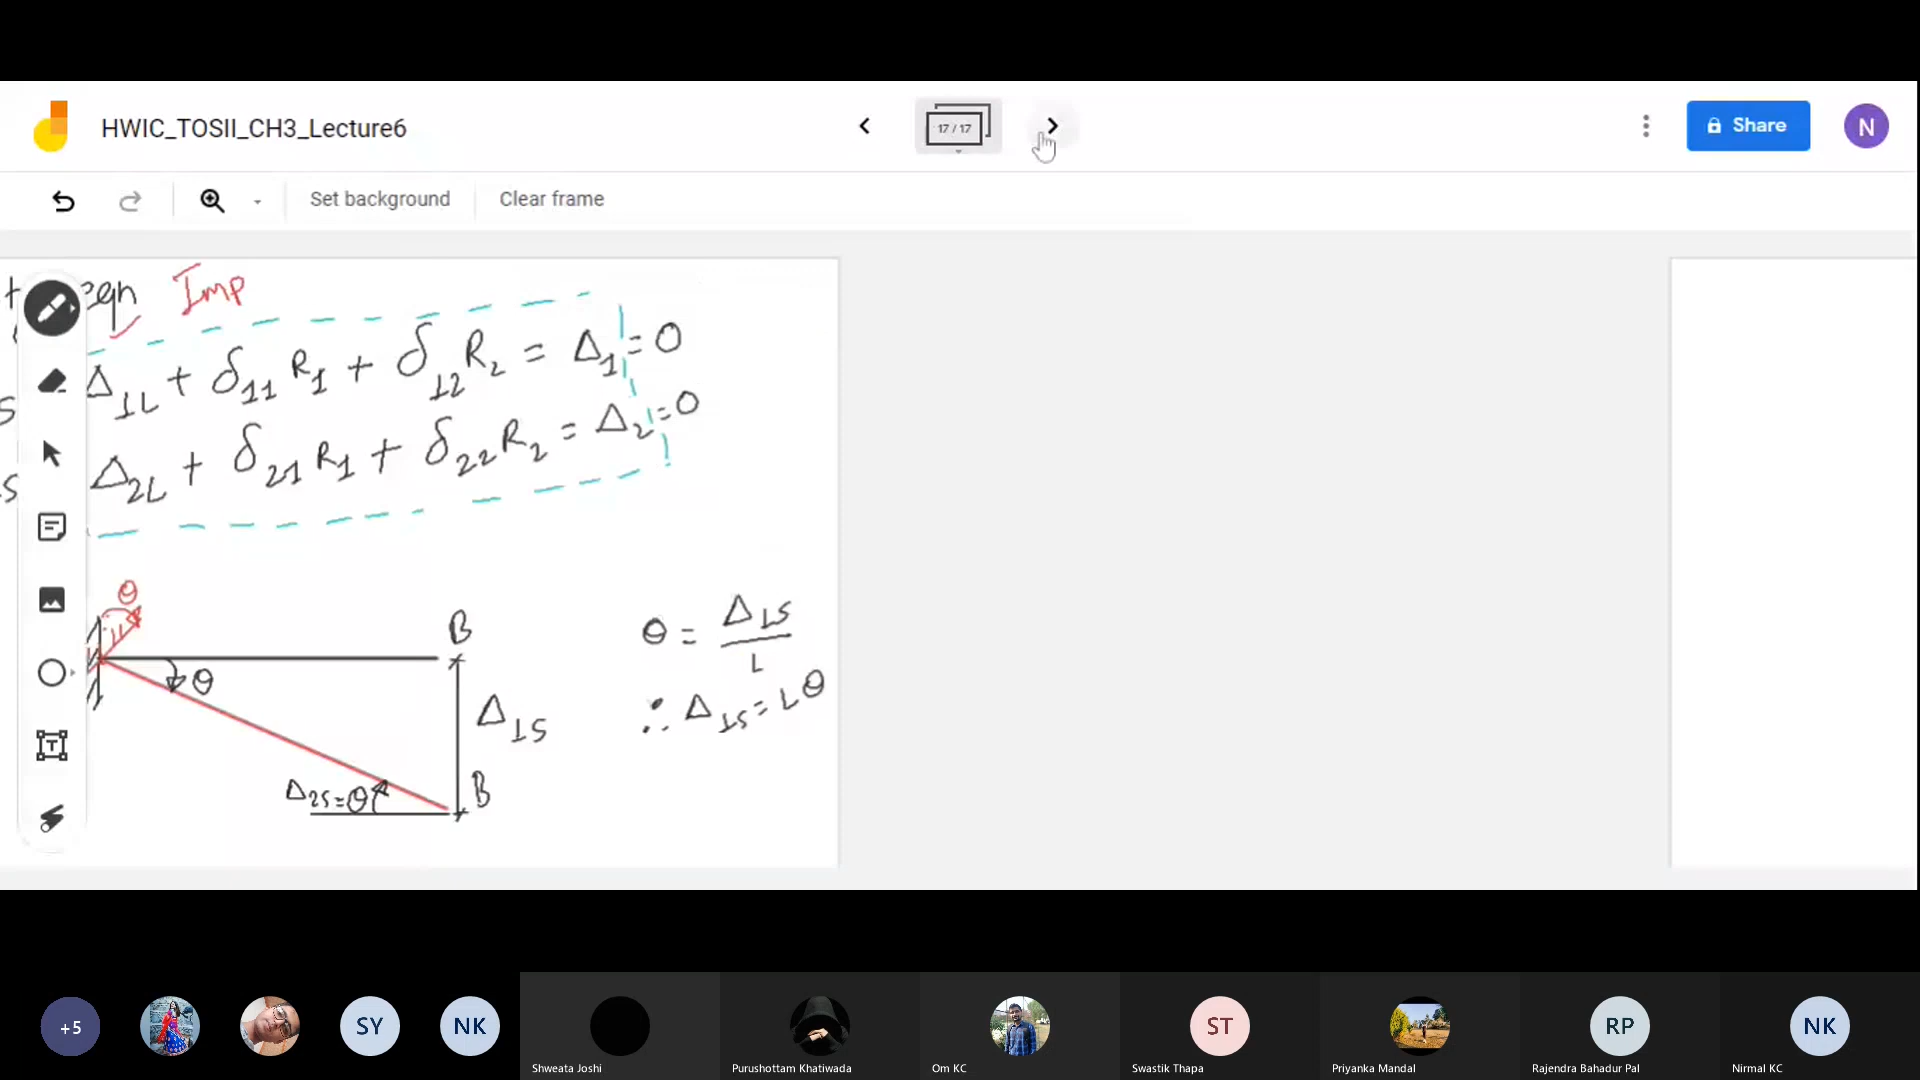 HWIC_TOSII_CH3_Lecture6
17 / 17
Share
N
Set background
Clear frame
eqn Imp
Δ1L + δ11 R1 + δ12 R2 = Δ1 = 0
Δ2L + δ21 R1 + δ22 R2 = Δ2 = 0
θ
B
θ
Δ1S
Δ2S = θ
B
θ = Δ1S / L
∴ Δ1S = Lθ
+5
SY
NK
ST
RP
NK
Shweata Joshi
Purushottam Khatiwada
Om KC
Swastik Thapa
Priyanka Mandal
Rajendra Bahadur Pal
Nirmal KC